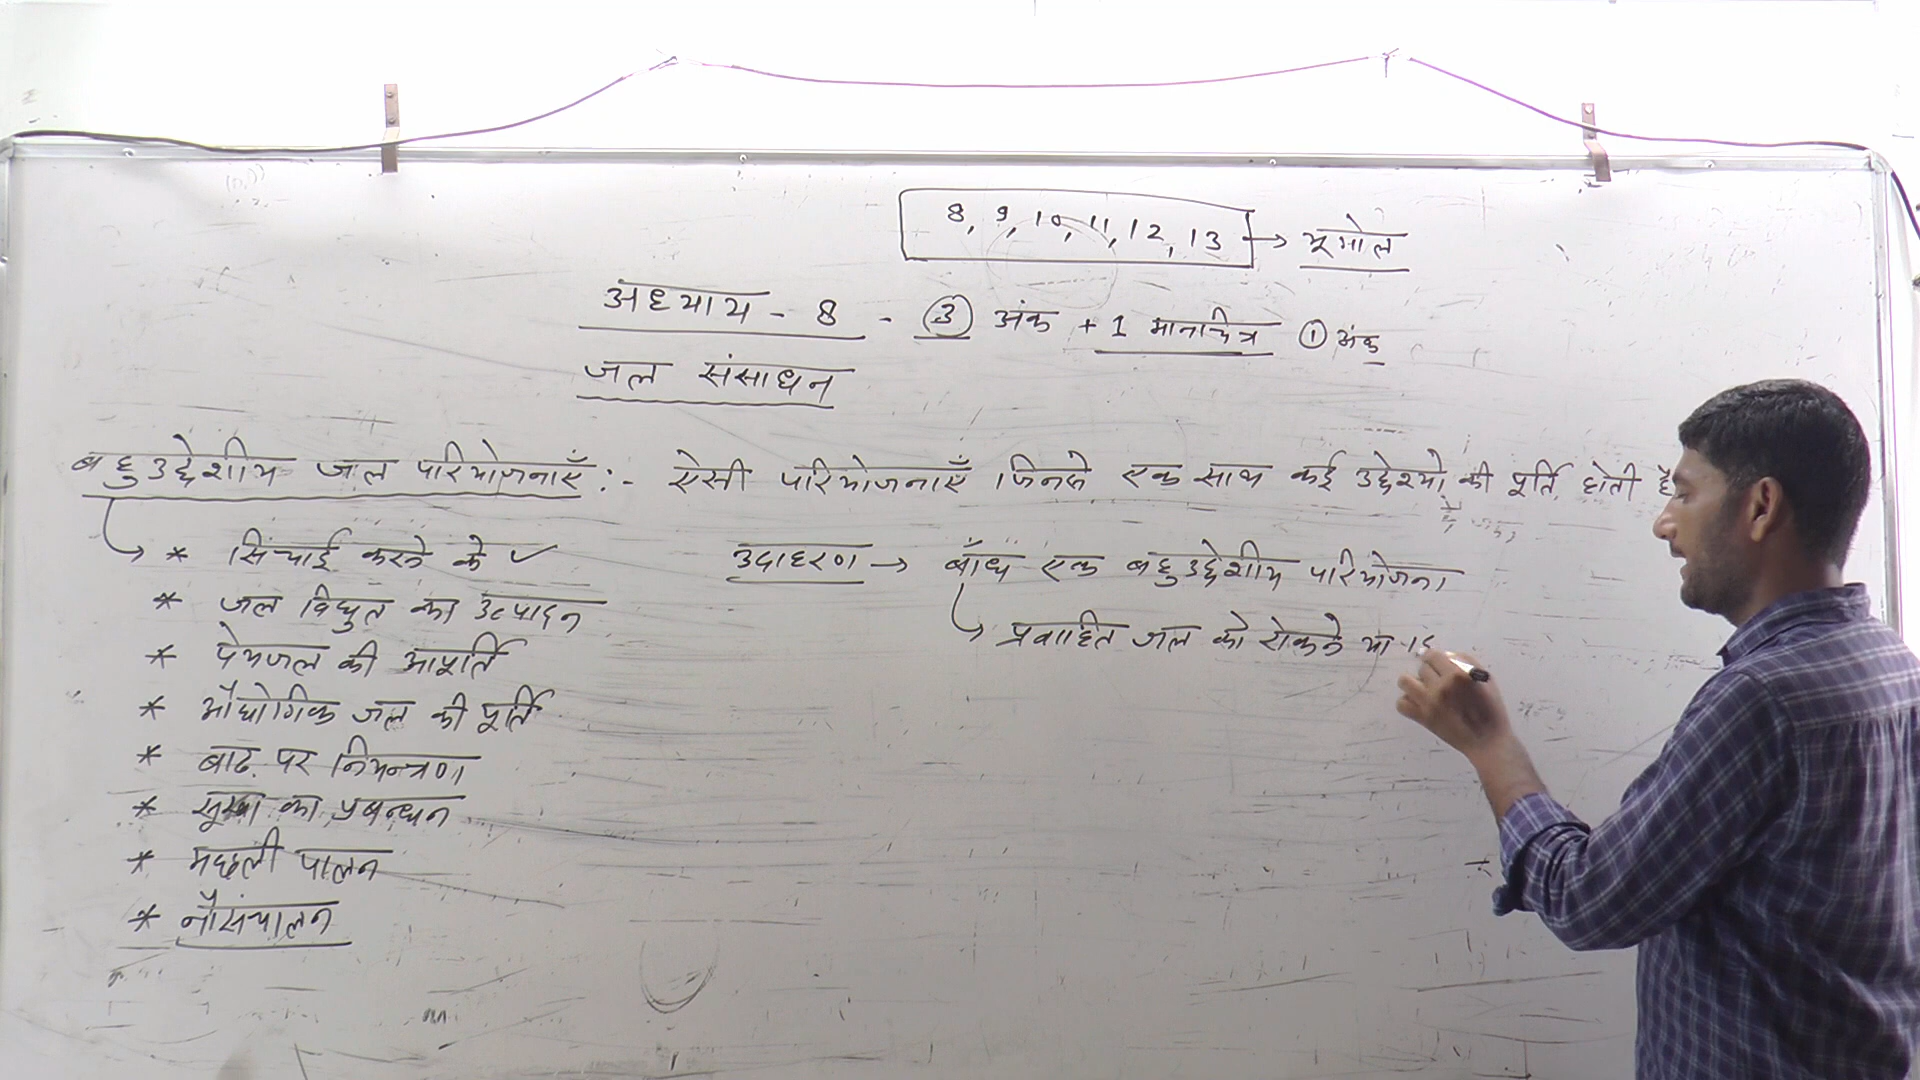 8, 9, 10, 11, 12, 13 → भूगोल
अध्याय - 8 - ③ अंक + 1 मानचित्र ① अंक
जल संसाधन
बहुउद्देशीय जल परियोजनाएँ :- ऐसी परियोजनाएँ जिनसे एक साथ कई उद्देश्यो की पूर्ति होती है
* सिंचाई करने के ✓
* जल विधुत का उत्पादन
* पेयजल की आपूर्ति
* औधोगिक जल की पूर्ति
* बाढ पर नियन्त्रण
* सूखा का प्रबन्धन
* मछली पालन
* नौसंचालन
उदाहरण → बाँध एक बहुउद्देशीय परियोजना
→ प्रवाहित जल को रोकने या